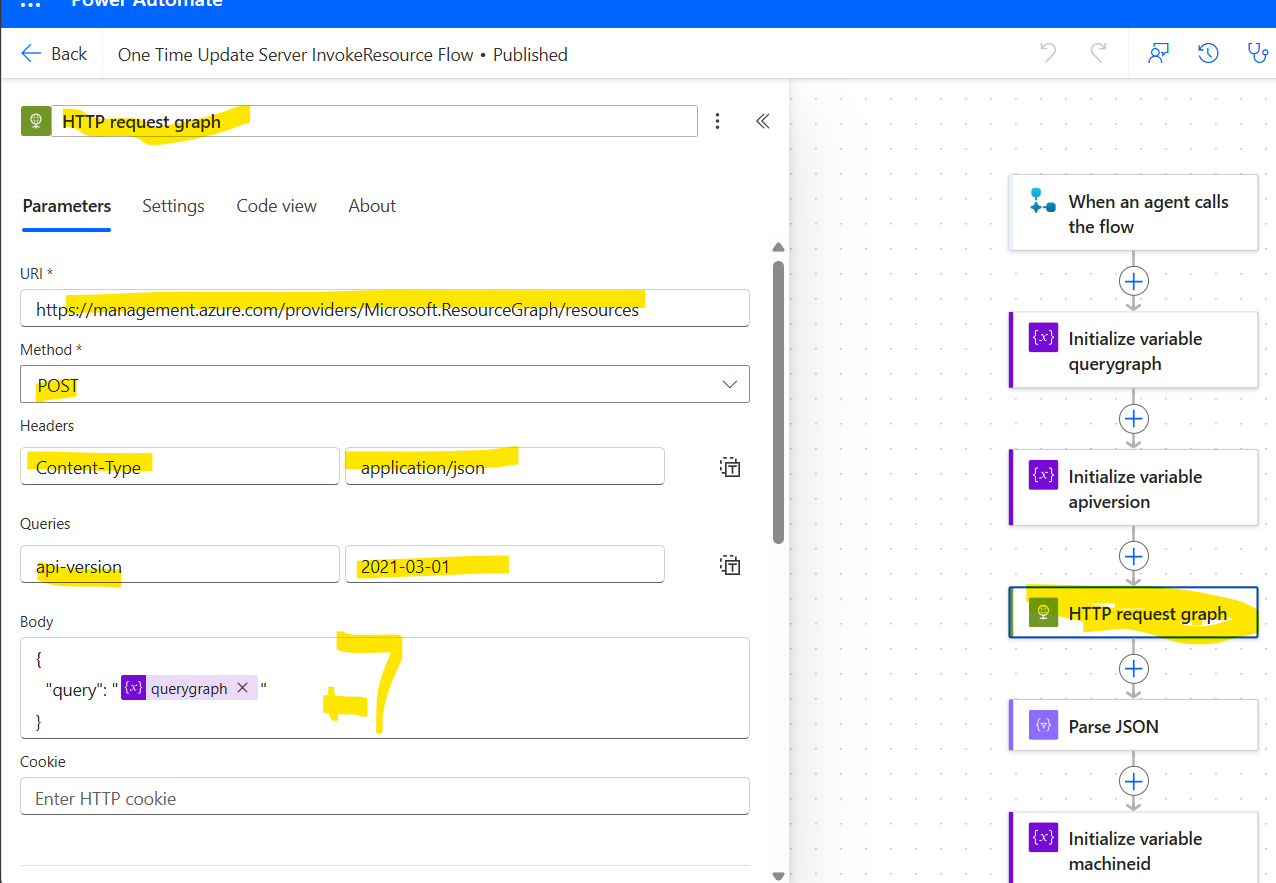 Power Automate
Back
One Time Update Server InvokeResource Flow • Published
HTTP request graph
Parameters
Settings
Code view
About
URI *
https://management.azure.com/providers/Microsoft.ResourceGraph/resources
Method *
POST
Headers
Content-Type
application/json
Queries
api-version
2021-03-01
Body
{
"query": " {x} querygraph × "
}
7
Cookie
Enter HTTP cookie
When an agent calls
the flow
{x} Initialize variable
querygraph
{x} Initialize variable
apiversion
HTTP request graph
Parse JSON
{x} Initialize variable
machineid